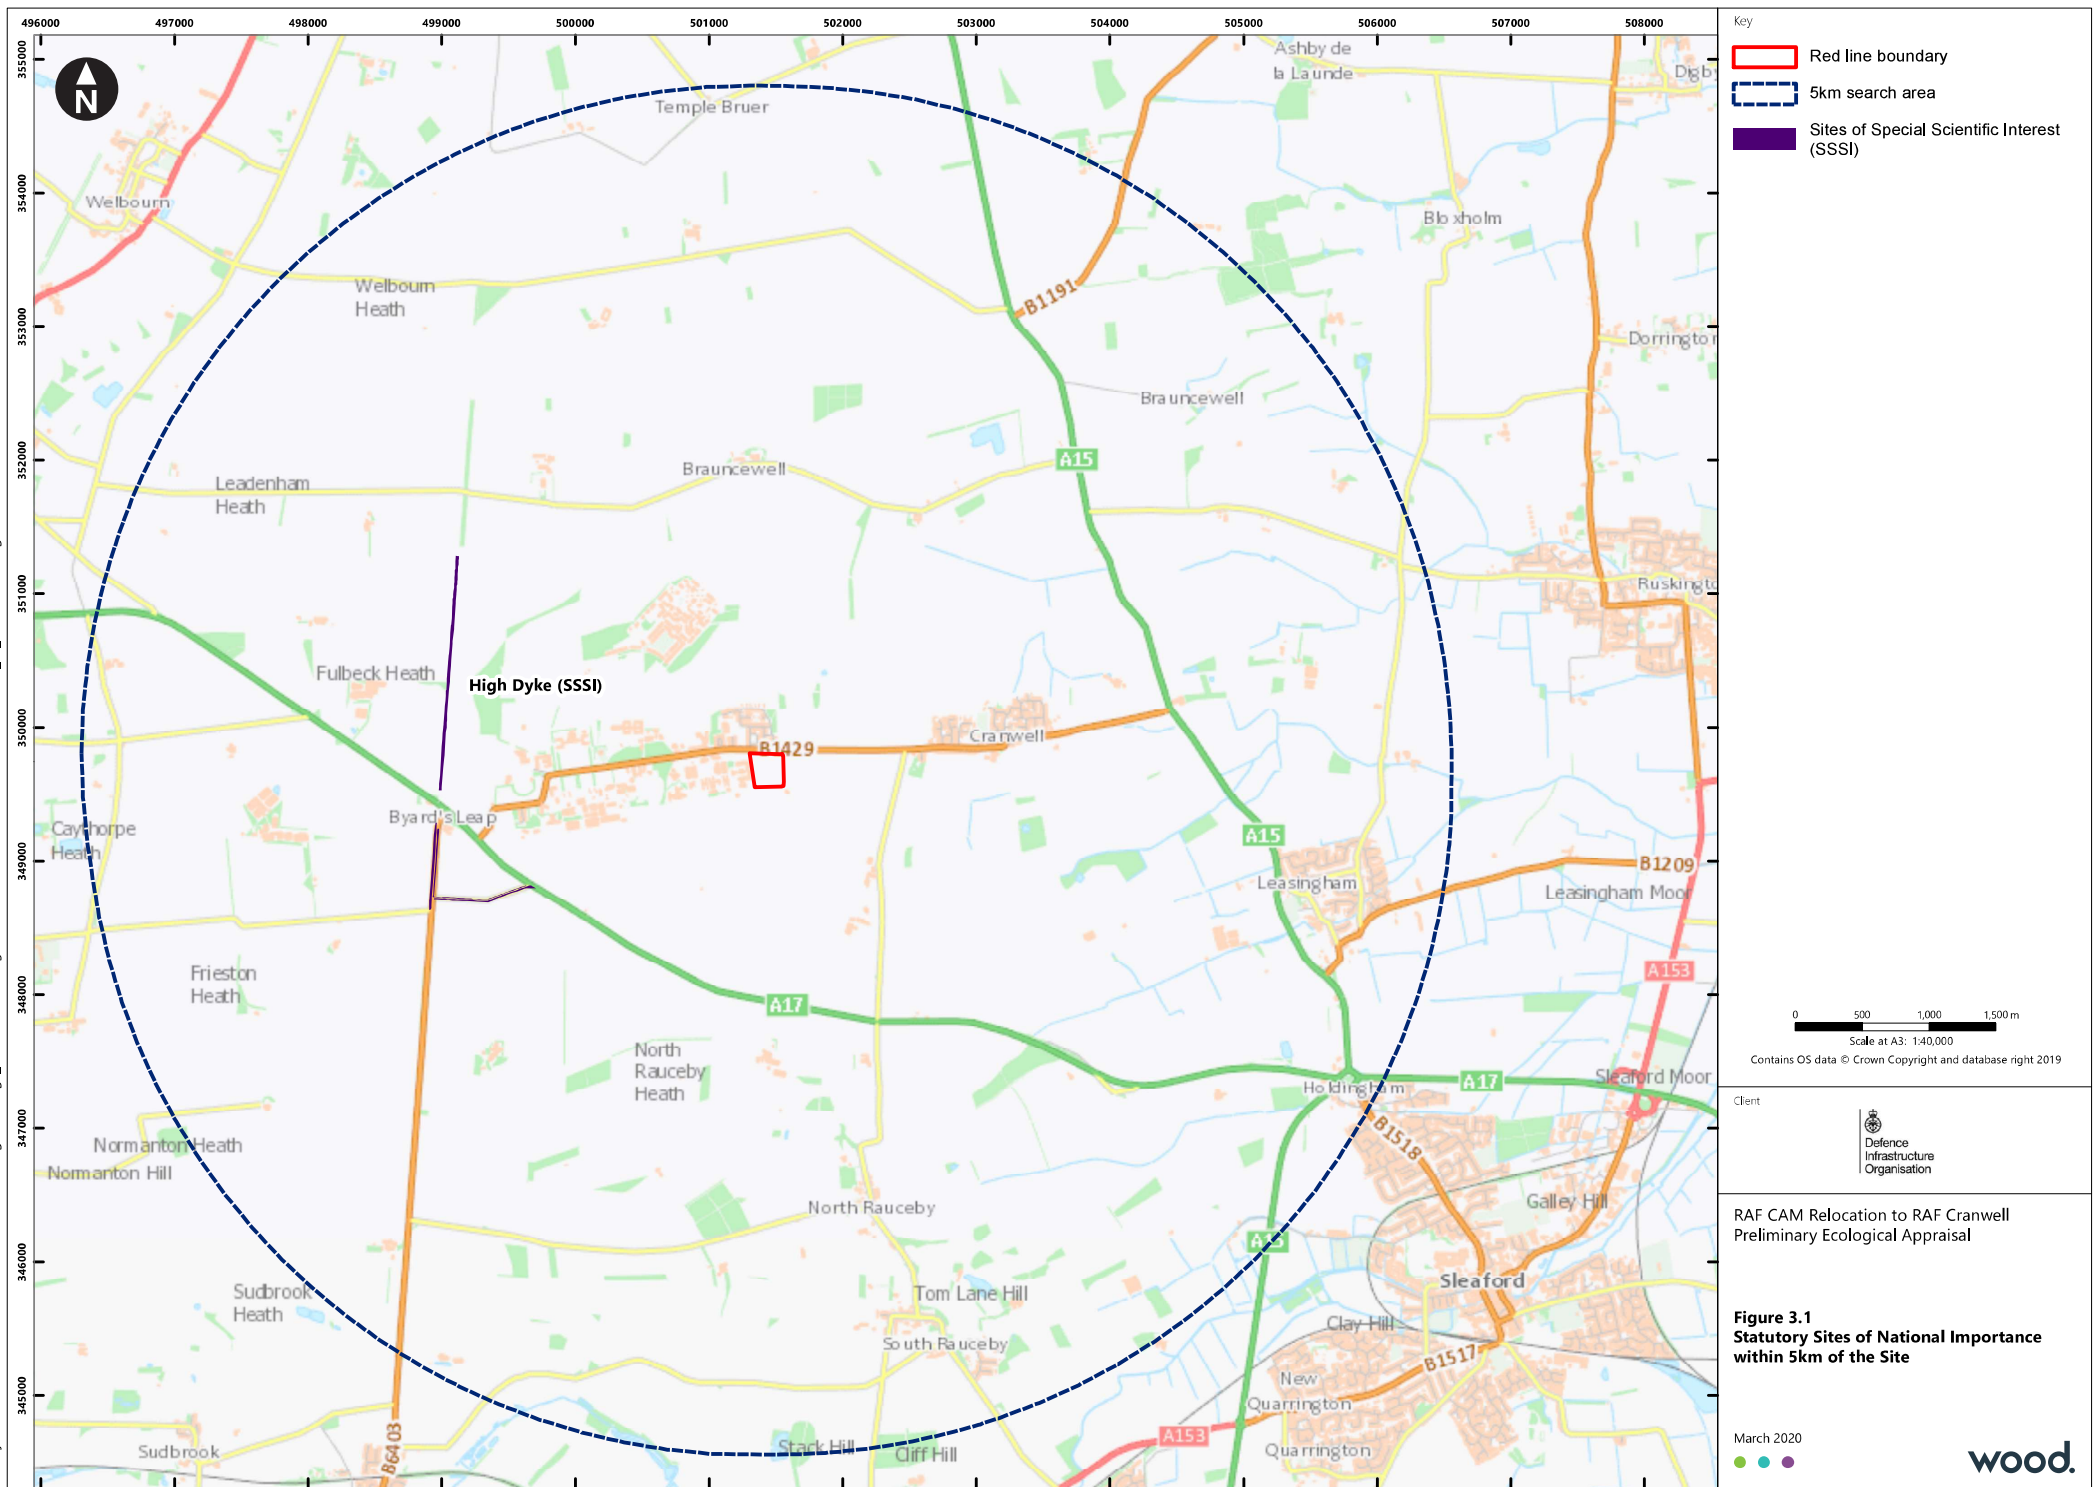 496000 497000 498000 499000 500000 501000 502000 503000 504000 505000 506000 507000 508000
355000
354000
353000
352000
351000
350000
349000
348000
347000
346000
345000
N
Temple Bruer
Ashby de
la Launde
Welbourn
Bloxholm
Welbourn
Heath
B1191
Dorrington
Brauncewell
A15
Brauncewell
Leadenham
Heath
Ruskingto
Fulbeck Heath
High Dyke (SSSI)
Cranwell
B1429
Byard's Leap
Caythorpe
Heath
A15
B1209
Leasingham
Leasingham Moor
Frieston
Heath
A153
A17
North
Rauceby
Heath
Sleaford Moor
A17
Holdingham
B1518
Normanton Heath
Normanton Hill
Galley Hill
North Rauceby
A15
Sleaford
Sudbrook
Heath
Tom Lane Hill
Clay Hill
South Rauceby
B1517
New
Quarrington
A153
Quarrington
B6403
Sudbrook
Stack Hill
Cliff Hill
Key
Red line boundary
5km search area
Sites of Special Scientific Interest
(SSSI)
0 500 1,000 1,500 m
Scale at A3: 1:40,000
Contains OS data © Crown Copyright and database right 2019
Client
Defence
Infrastructure
Organisation
RAF CAM Relocation to RAF Cranwell
Preliminary Ecological Appraisal
Figure 3.1
Statutory Sites of National Importance
within 5km of the Site
March 2020
wood.